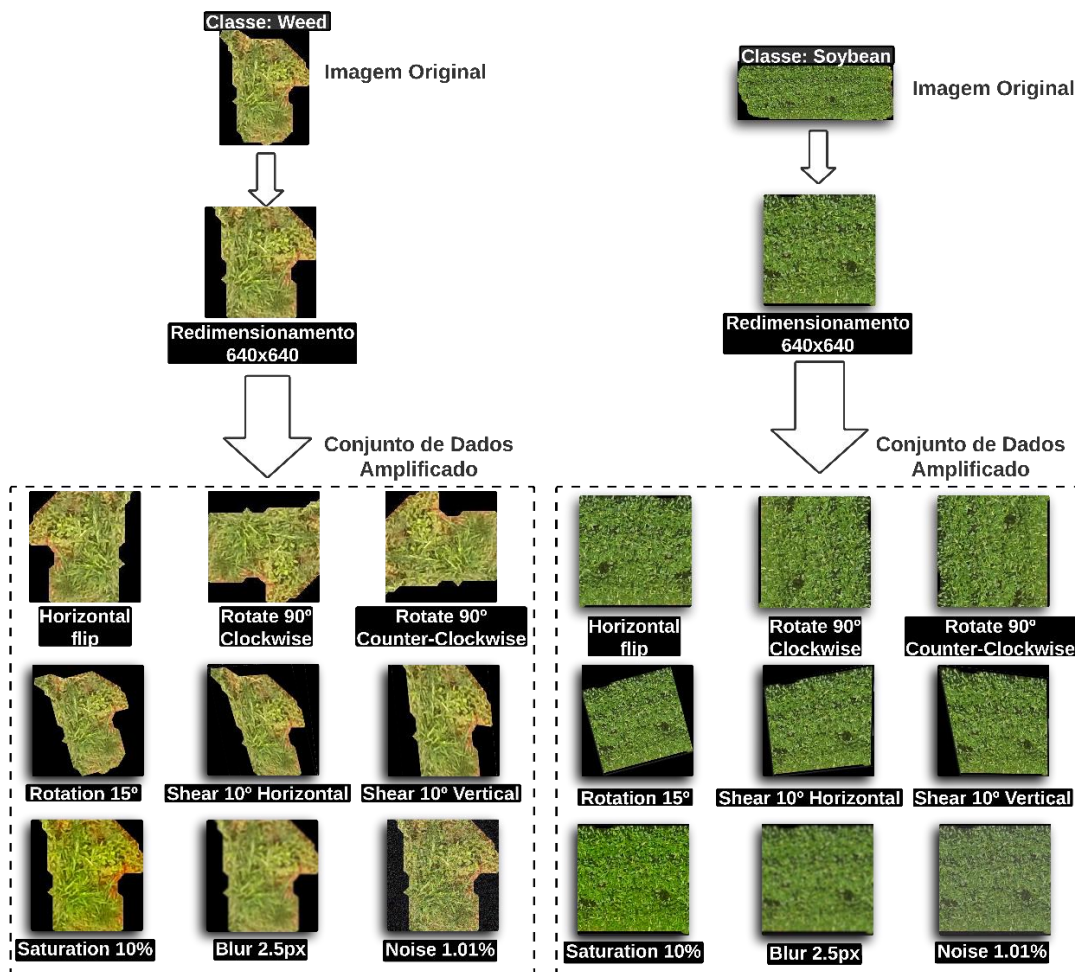 Classe: Weed
Imagem Original
Redimensionamento
640x640
Conjunto de Dados
Amplificado
Horizontal
flip
Rotate 90º
Clockwise
Rotate 90º
Counter-Clockwise
Rotation 15º
Shear 10º Horizontal
Shear 10º Vertical
Saturation 10%
Blur 2.5px
Noise 1.01%
Classe: Soybean
Imagem Original
Redimensionamento
640x640
Conjunto de Dados
Amplificado
Horizontal
flip
Rotate 90º
Clockwise
Rotate 90º
Counter-Clockwise
Rotation 15º
Shear 10º Horizontal
Shear 10º Vertical
Saturation 10%
Blur 2.5px
Noise 1.01%